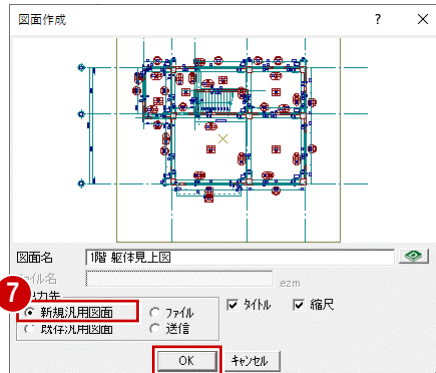 図面作成 ? ×
図面名 1階 躯体見上図
ファイル名 ezm
出力先
7 新規汎用図面 ファイル タイトル 縮尺
既存汎用図面 送信
OK キャンセル